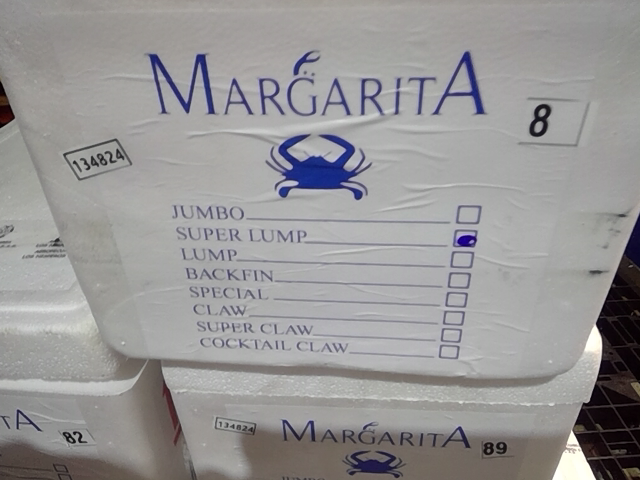 MARGARITA
8
134824
JUMBO
SUPER LUMP
LUMP
BACKFIN
SPECIAL
CLAW
SUPER CLAW
COCKTAIL CLAW
82
134824
MARGARITA
89